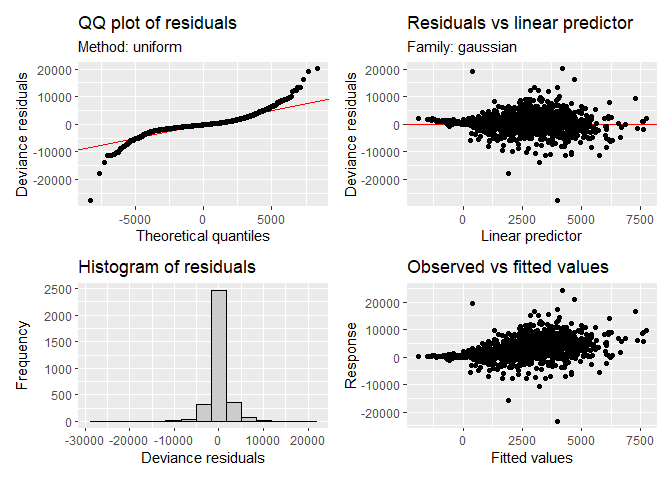 QQ plot of residuals
Method: uniform
20000
10000
0
-10000
-20000
Deviance residuals
-5000 0 5000
Theoretical quantiles
Residuals vs linear predictor
Family: gaussian
20000
10000
0
-10000
-20000
Deviance residuals
0 2500 5000 7500
Linear predictor
Histogram of residuals
2500
2000
1500
1000
500
0
Frequency
-30000 -20000 -10000 0 10000 20000
Deviance residuals
Observed vs fitted values
20000
10000
0
-10000
-20000
Response
0 2500 5000 7500
Fitted values